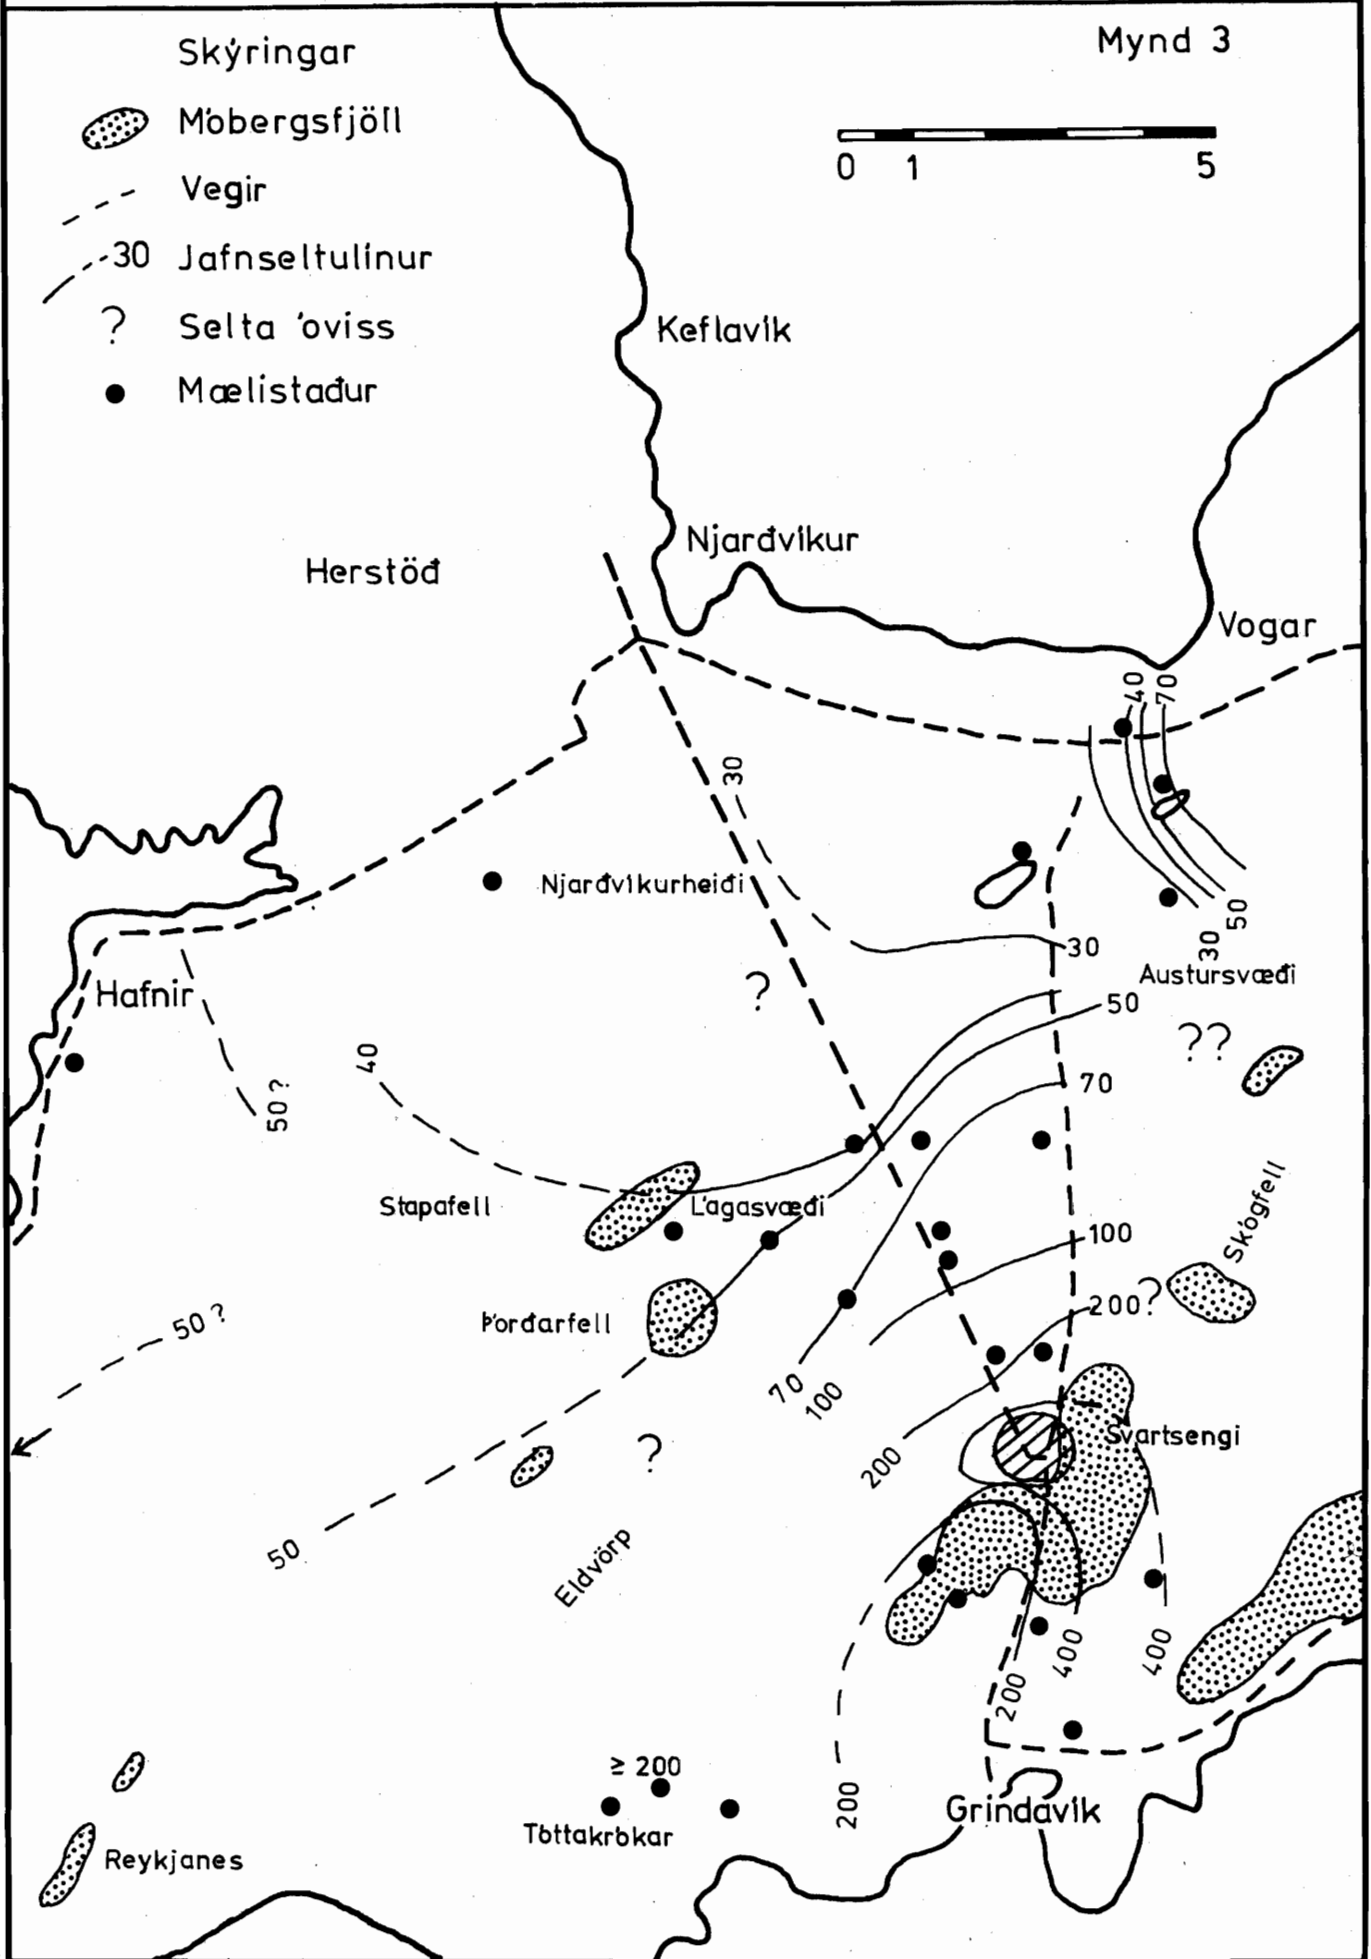 Mynd 3
Skýringar
Móbergsfjöll
Vegir
30 Jafnseltulínur
? Selta óviss
Mælistaður
0 1 5
Keflavík
Njarðvíkur
Herstöð
Vogar
40 70
30
Njarðvíkurheiði
30
30 50
Austursvæði
?
Hafnir
50
??
40
50?
70
Stapafell
Lágasvæði
Skógfell
100
50?
Þórðarfell
200?
70 100
Svartsengi
200
?
50
Eldvörp
400
400
200
≥ 200
200
Tóttakrókar
Grindavík
Reykjanes